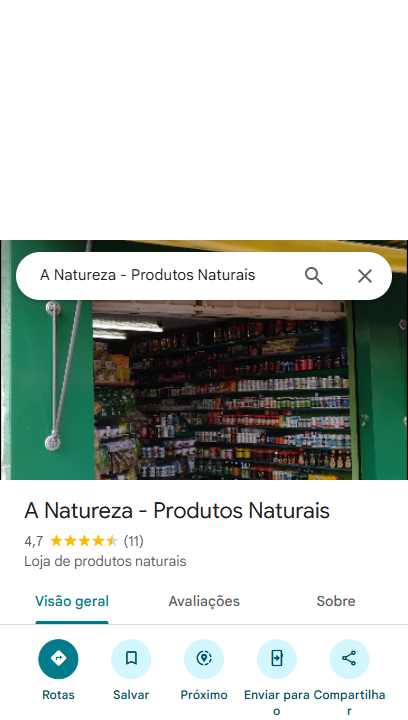 A Natureza - Produtos Naturais
A Natureza - Produtos Naturais
4,7 (11)
Loja de produtos naturais
Visão geral Avaliações Sobre
Rotas Salvar Próximo Enviar para Compartilha
o r